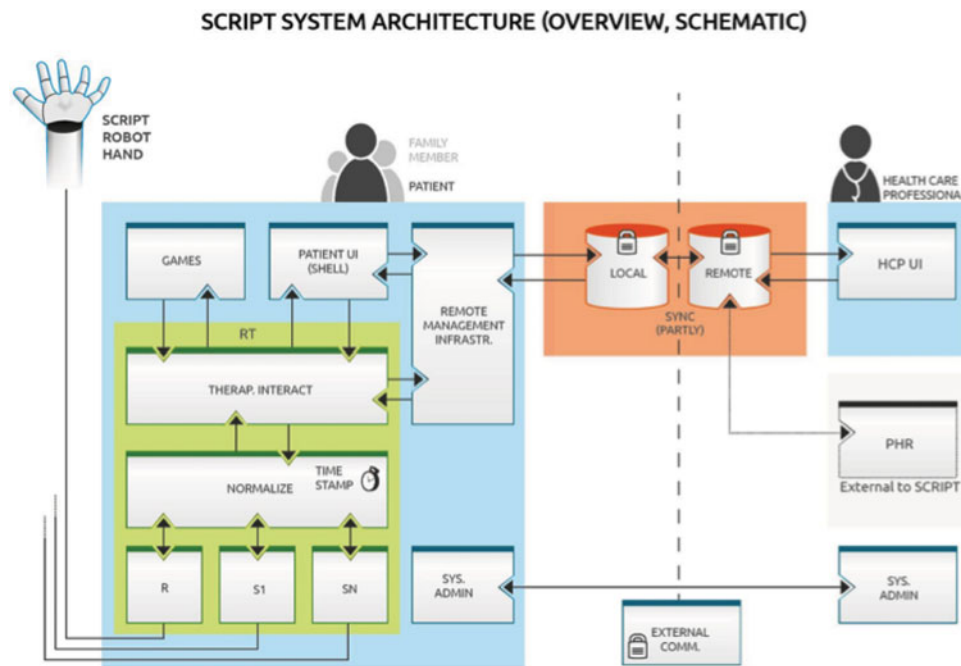 SCRIPT SYSTEM ARCHITECTURE (OVERVIEW, SCHEMATIC)
SCRIPT
ROBOT
HAND
FAMILY
MEMBER
PATIENT
HEALTH CARE
PROFESSIONA
GAMES
PATIENT UI
(SHELL)
REMOTE
MANAGEMENT
INFRASTR.
LOCAL
REMOTE
SYNC
(PARTLY)
HCP UI
RT
THERAP. INTERACT
NORMALIZE
TIME
STAMP
PHR
External to SCRIPT
R
S1
SN
SYS.
ADMIN
SYS.
ADMIN
EXTERNAL
COMM.